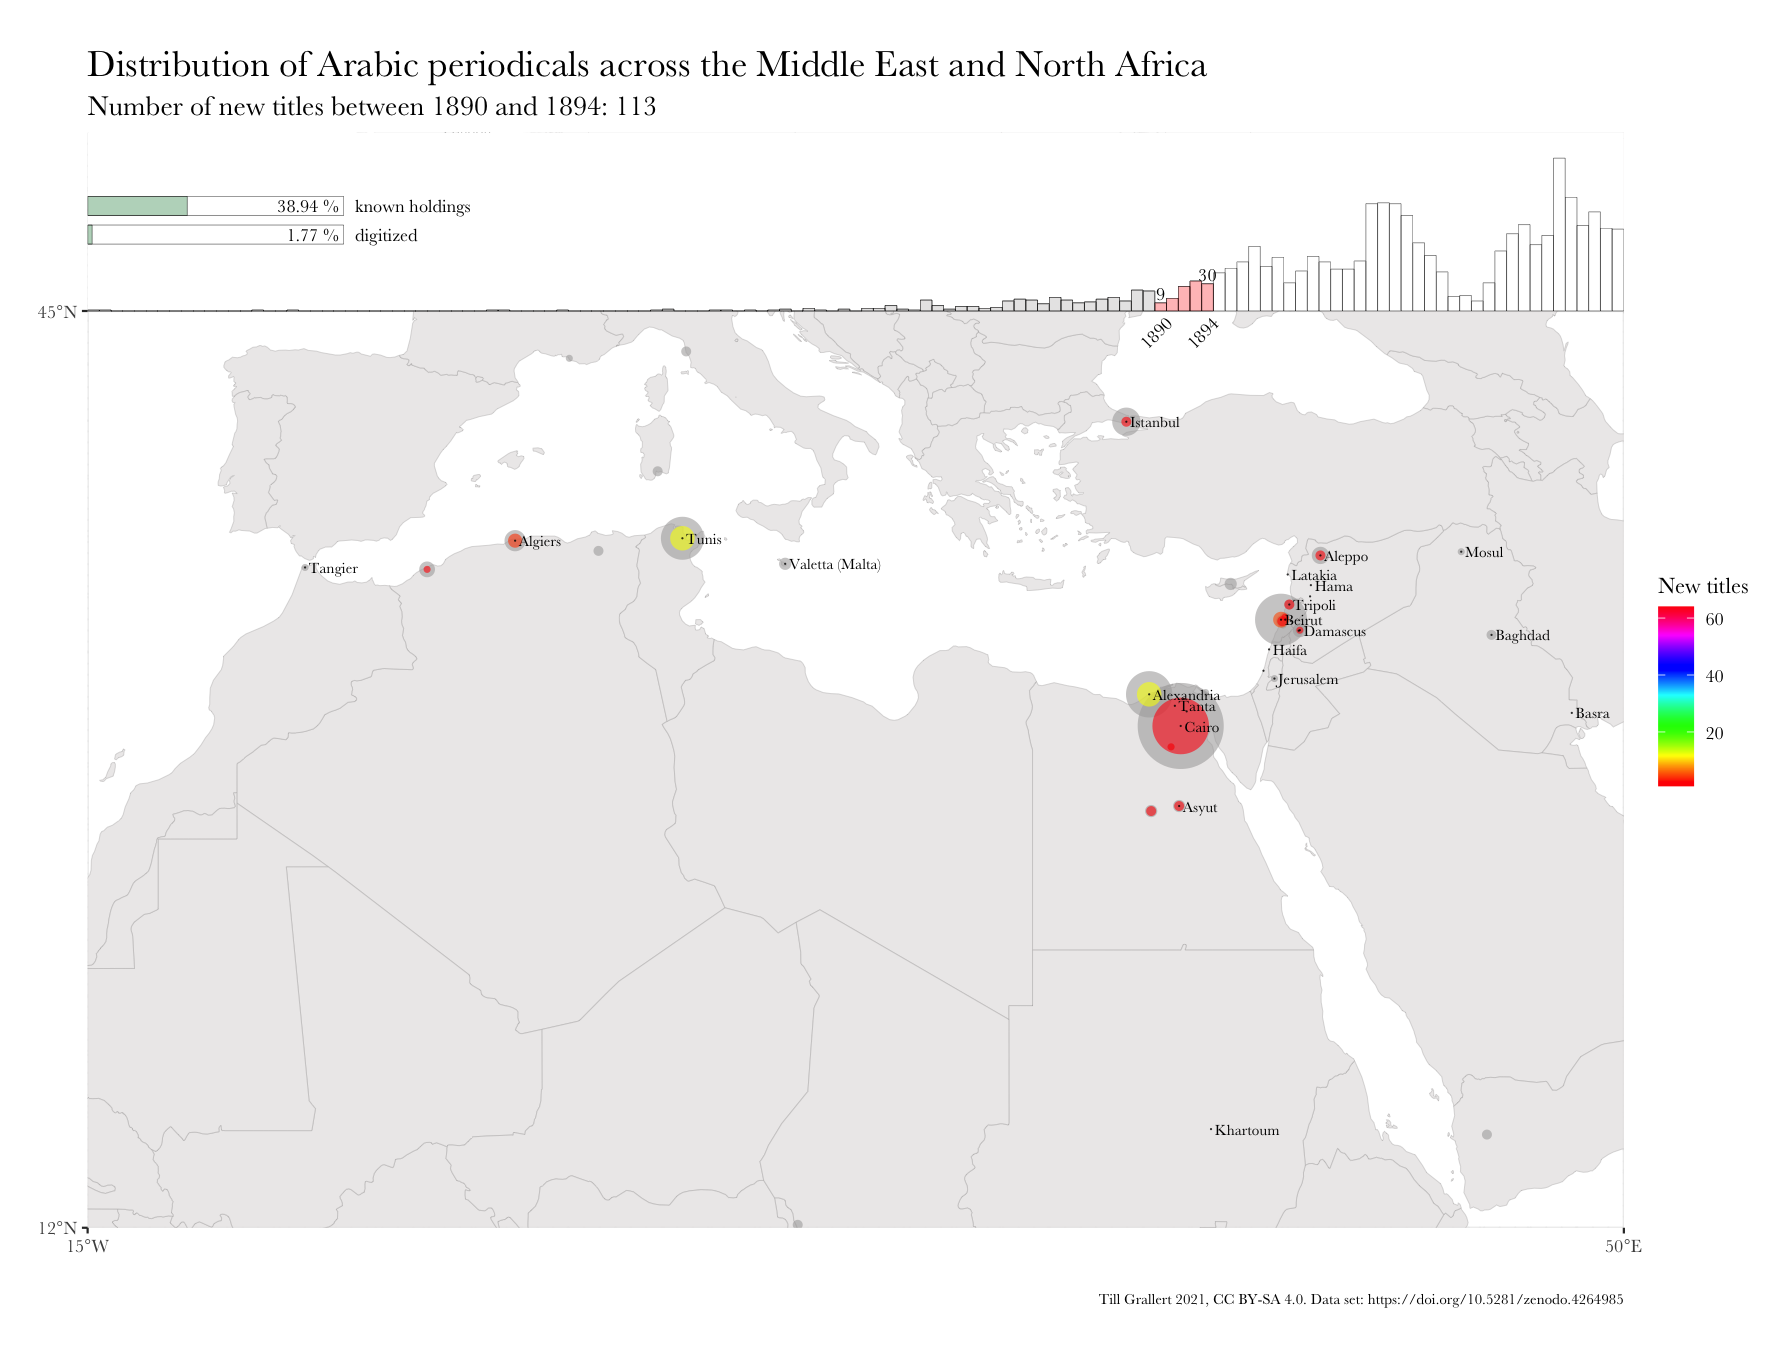 Distribution of Arabic periodicals across the Middle East and North Africa
Number of new titles between 1890 and 1894: 113
38.94 % known holdings
1.77 % digitized
30
9
45°N
1890
1894
Istanbul
Tunis
Algiers
Mosul
Aleppo
Valetta (Malta)
Tangier
Latakia
Hama
New titles
Tripoli
60
Beirut
Damascus
Baghdad
Haifa
40
Jerusalem
Alexandria
Tanta
Basra
Cairo
20
Asyut
Khartoum
12°N
15°W
50°E
Till Grallert 2021, CC BY-SA 4.0. Data set: https://doi.org/10.5281/zenodo.4264985